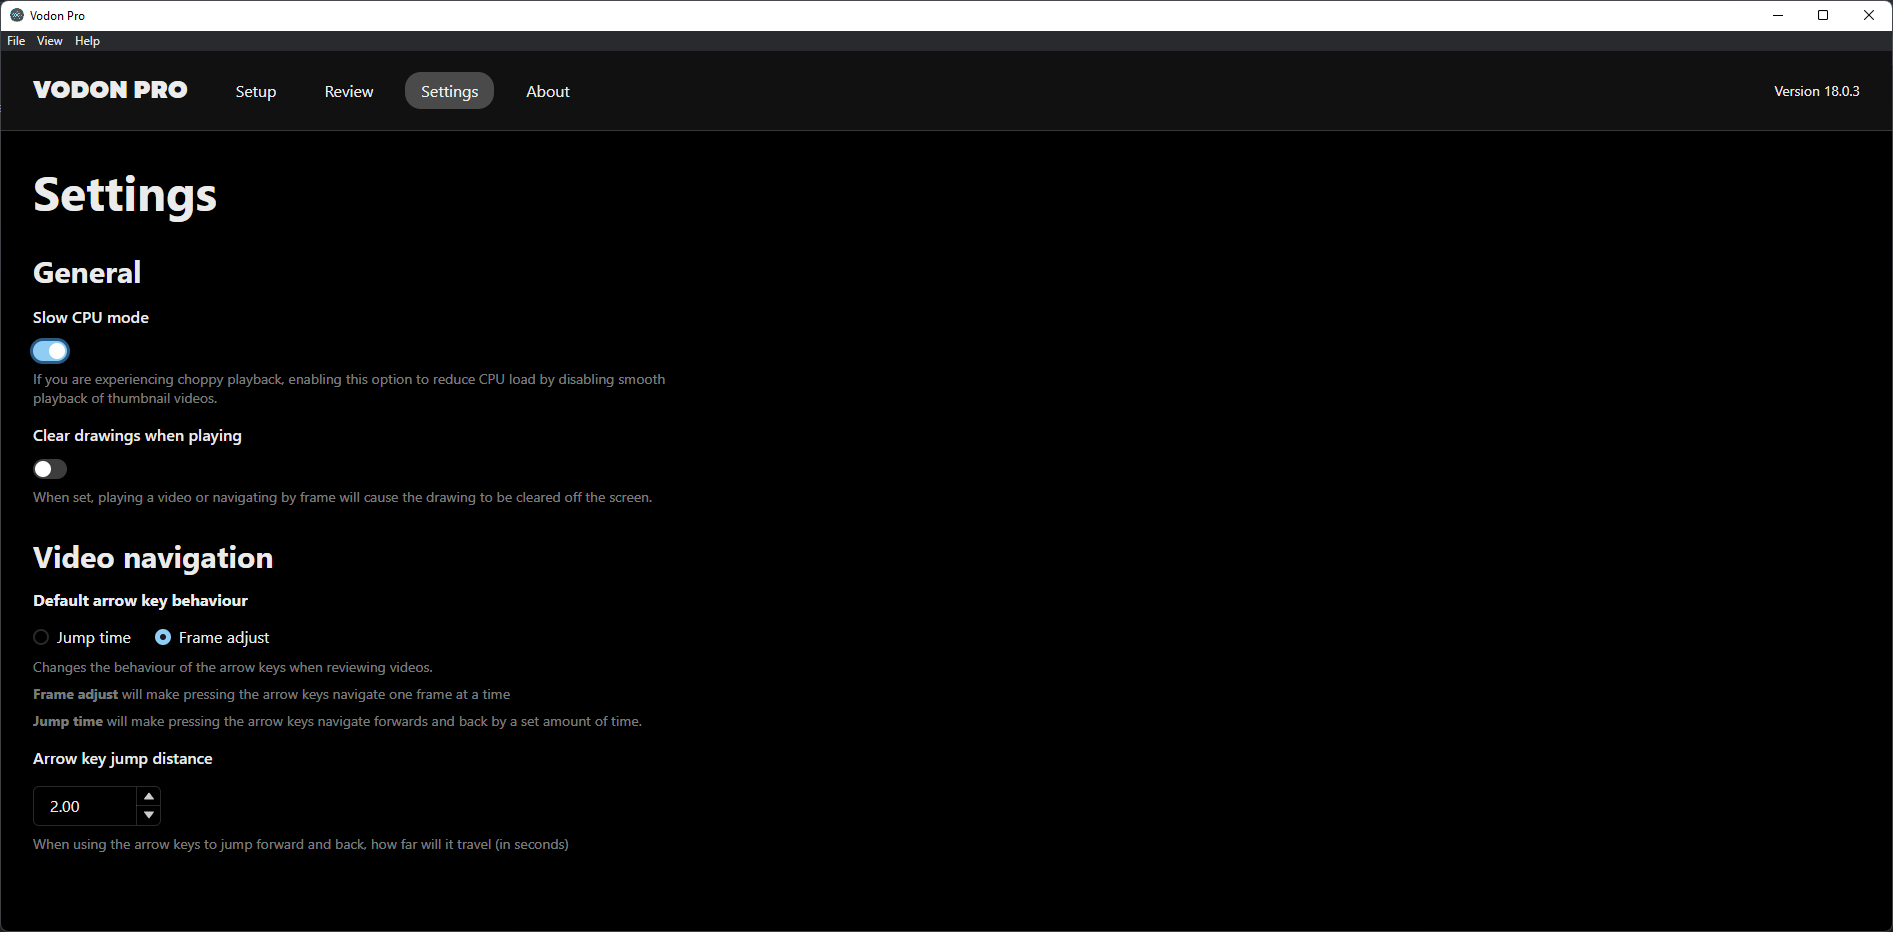 Vodon Pro
File View Help
VODON PRO Setup Review Settings About Version 18.0.3
Settings
General
Slow CPU mode
If you are experiencing choppy playback, enabling this option to reduce CPU load by disabling smooth
playback of thumbnail videos.
Clear drawings when playing
When set, playing a video or navigating by frame will cause the drawing to be cleared off the screen.
Video navigation
Default arrow key behaviour
Jump time Frame adjust
Changes the behaviour of the arrow keys when reviewing videos.
Frame adjust will make pressing the arrow keys navigate one frame at a time
Jump time will make pressing the arrow keys navigate forwards and back by a set amount of time.
Arrow key jump distance
2.00
When using the arrow keys to jump forward and back, how far will it travel (in seconds)